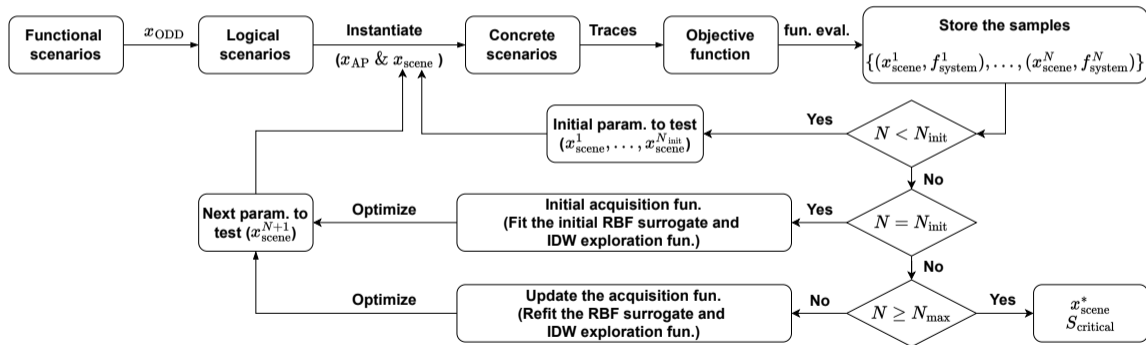 Functional
scenarios
x_ODD
Logical
scenarios
Instantiate
(x_AP & x_scene )
Concrete
scenarios
Traces
Objective
function
fun. eval.
Store the samples
{(x^1_scene, f^1_system), . . . , (x^N_scene, f^N_system)}
Initial param. to test
(x^1_scene, . . . , x^{N_init}_scene)
Yes
N < N_init
No
Next param. to
test (x^{N+1}_scene)
Optimize
Initial acquisition fun.
(Fit the initial RBF surrogate and
IDW exploration fun.)
Yes
N = N_init
No
Optimize
Update the acquisition fun.
(Refit the RBF surrogate and
IDW exploration fun.)
No
N ≥ N_max
Yes
x^*_scene
S_critical